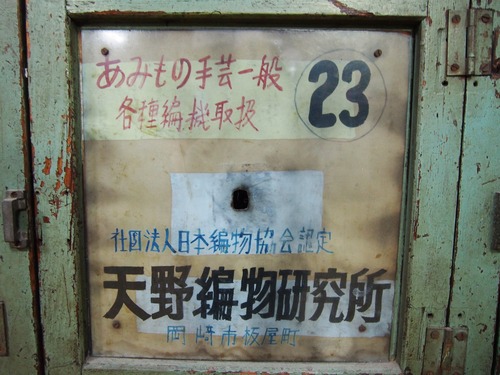 あみもの手芸一般
各種編機取扱
23
社団法人日本編物協会認定
天野編物研究所
岡崎市板屋町